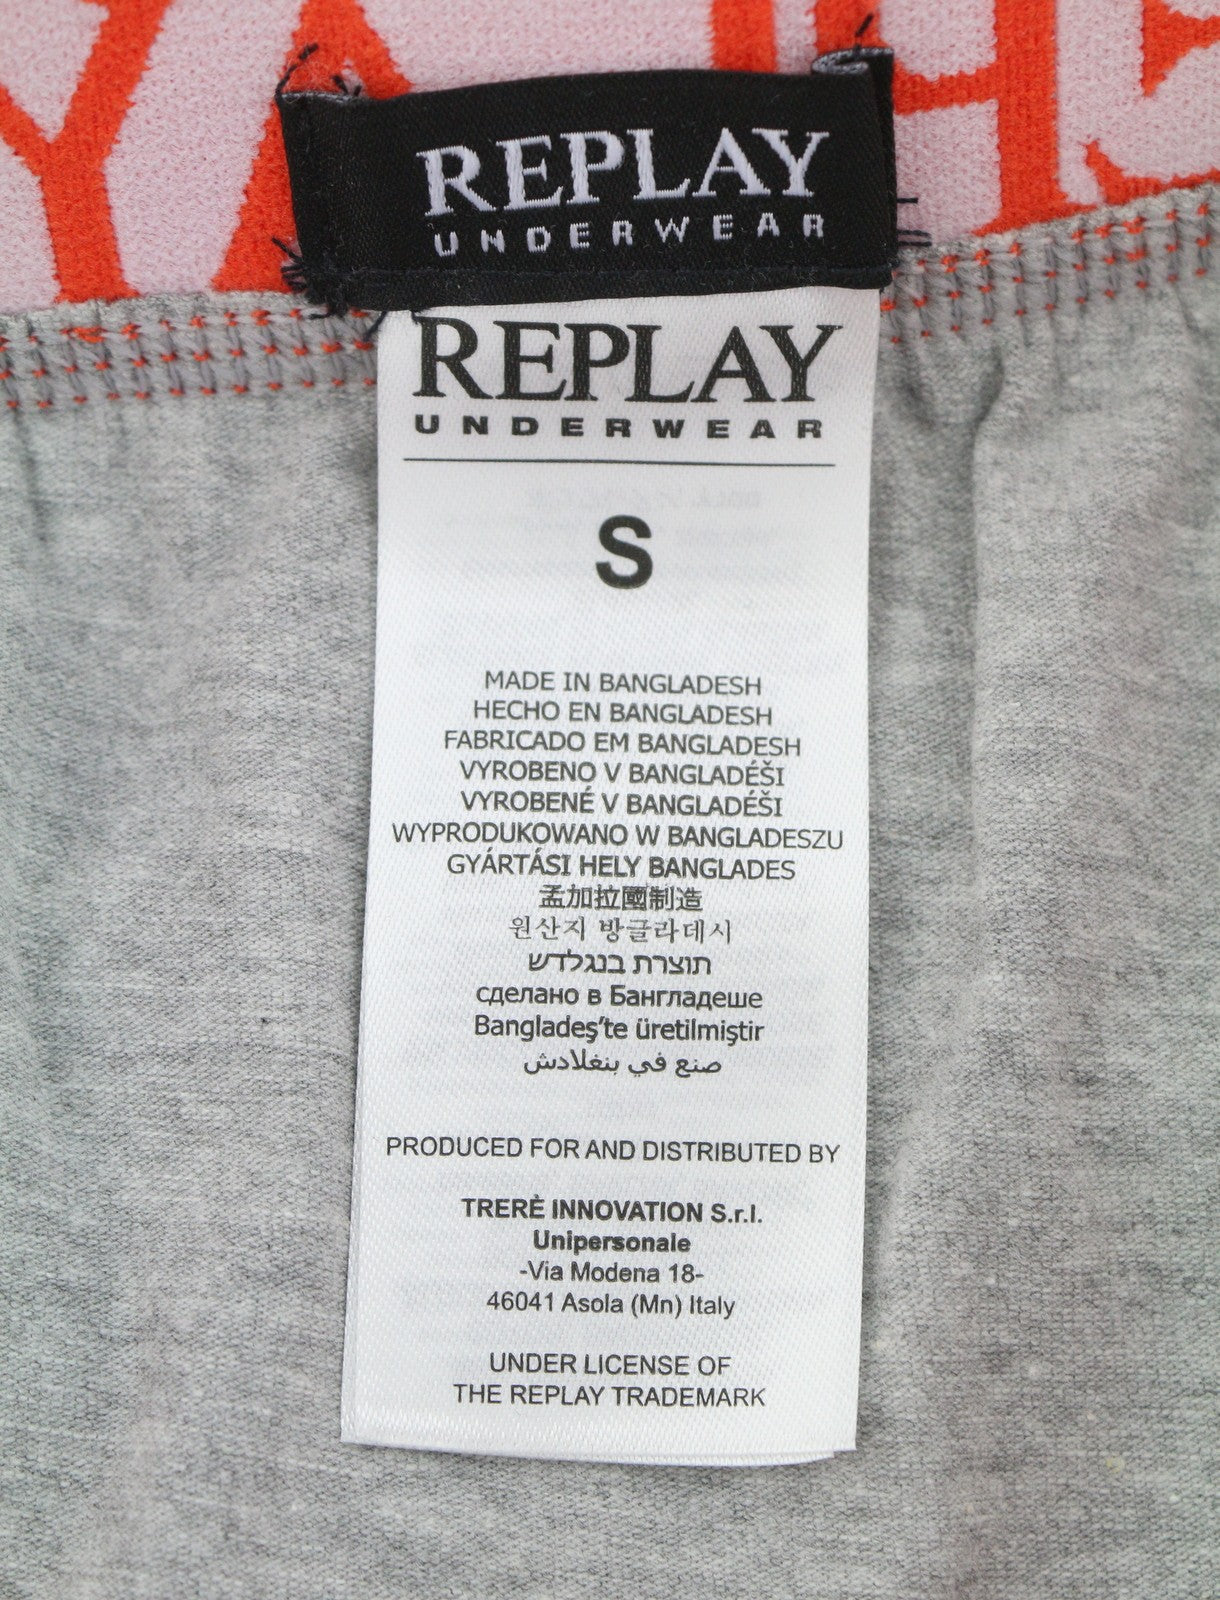 REPLAY
UNDERWEAR
REPLAY
UNDERWEAR
S
MADE IN BANGLADESH
HECHO EN BANGLADESH
FABRICADO EM BANGLADESH
VYROBENO V BANGLADÉŠI
VYROBENÉ V BANGLADÉŠI
WYPRODUKOWANO W BANGLADESZU
GYÁRTÁSI HELY BANGLADES
孟加拉國制造
원산지 방글라데시
תוצרת בנגלדש
сделано в Бангладеше
Bangladeş'te üretilmiştir
صنع في بنغلادش
PRODUCED FOR AND DISTRIBUTED BY
TRERÈ INNOVATION S.r.l.
Unipersonale
-Via Modena 18-
46041 Asola (Mn) Italy
UNDER LICENSE OF
THE REPLAY TRADEMARK